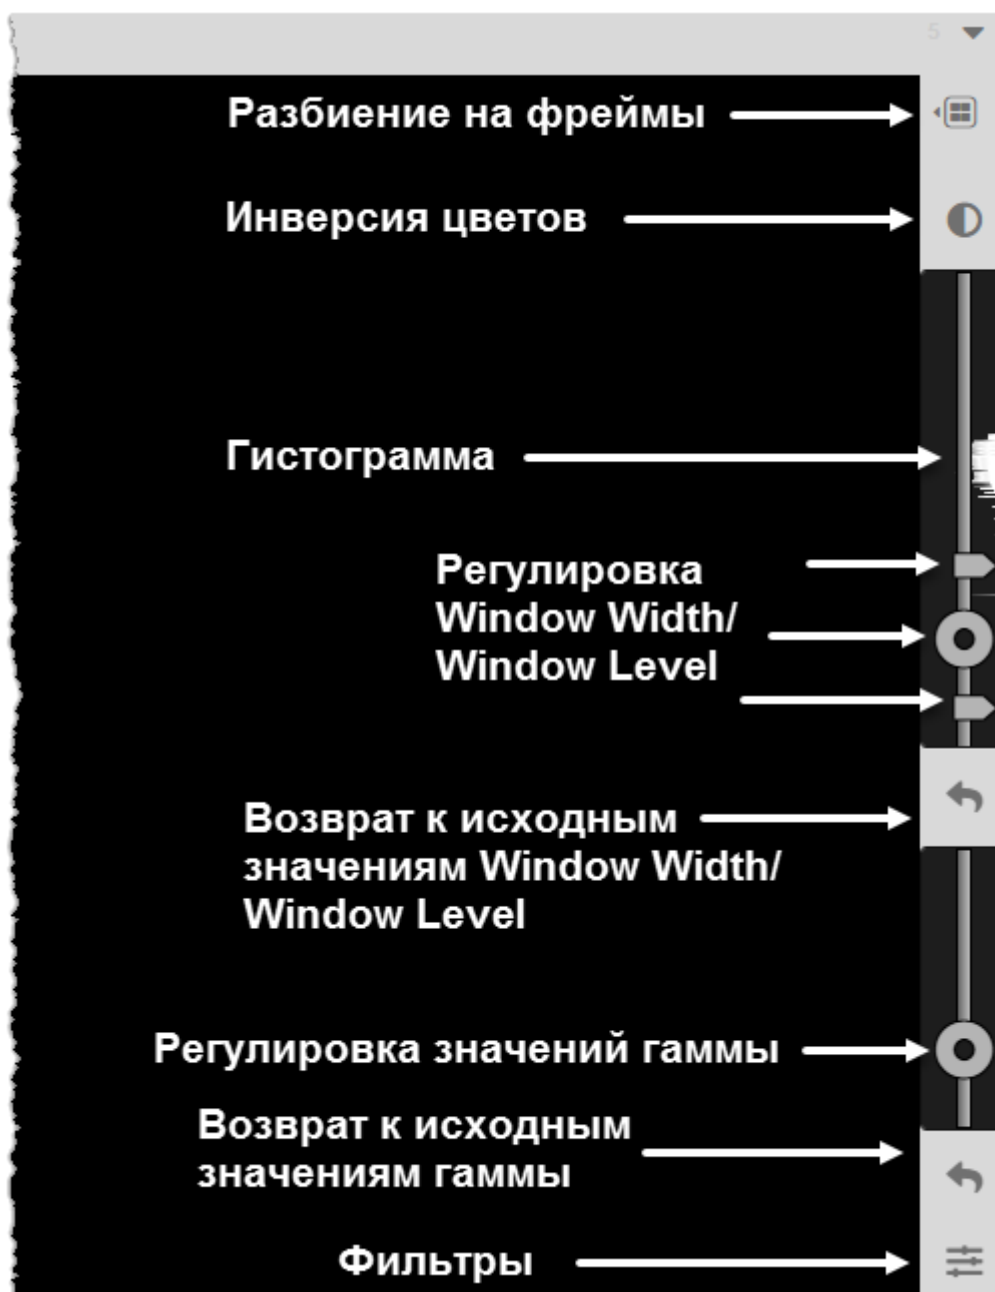 5
Разбиение на фреймы
Инверсия цветов
Гистограмма
Регулировка
Window Width/
Window Level
Возврат к исходным
значениям Window Width/
Window Level
Регулировка значений гаммы
Возврат к исходным
значениям гаммы
Фильтры